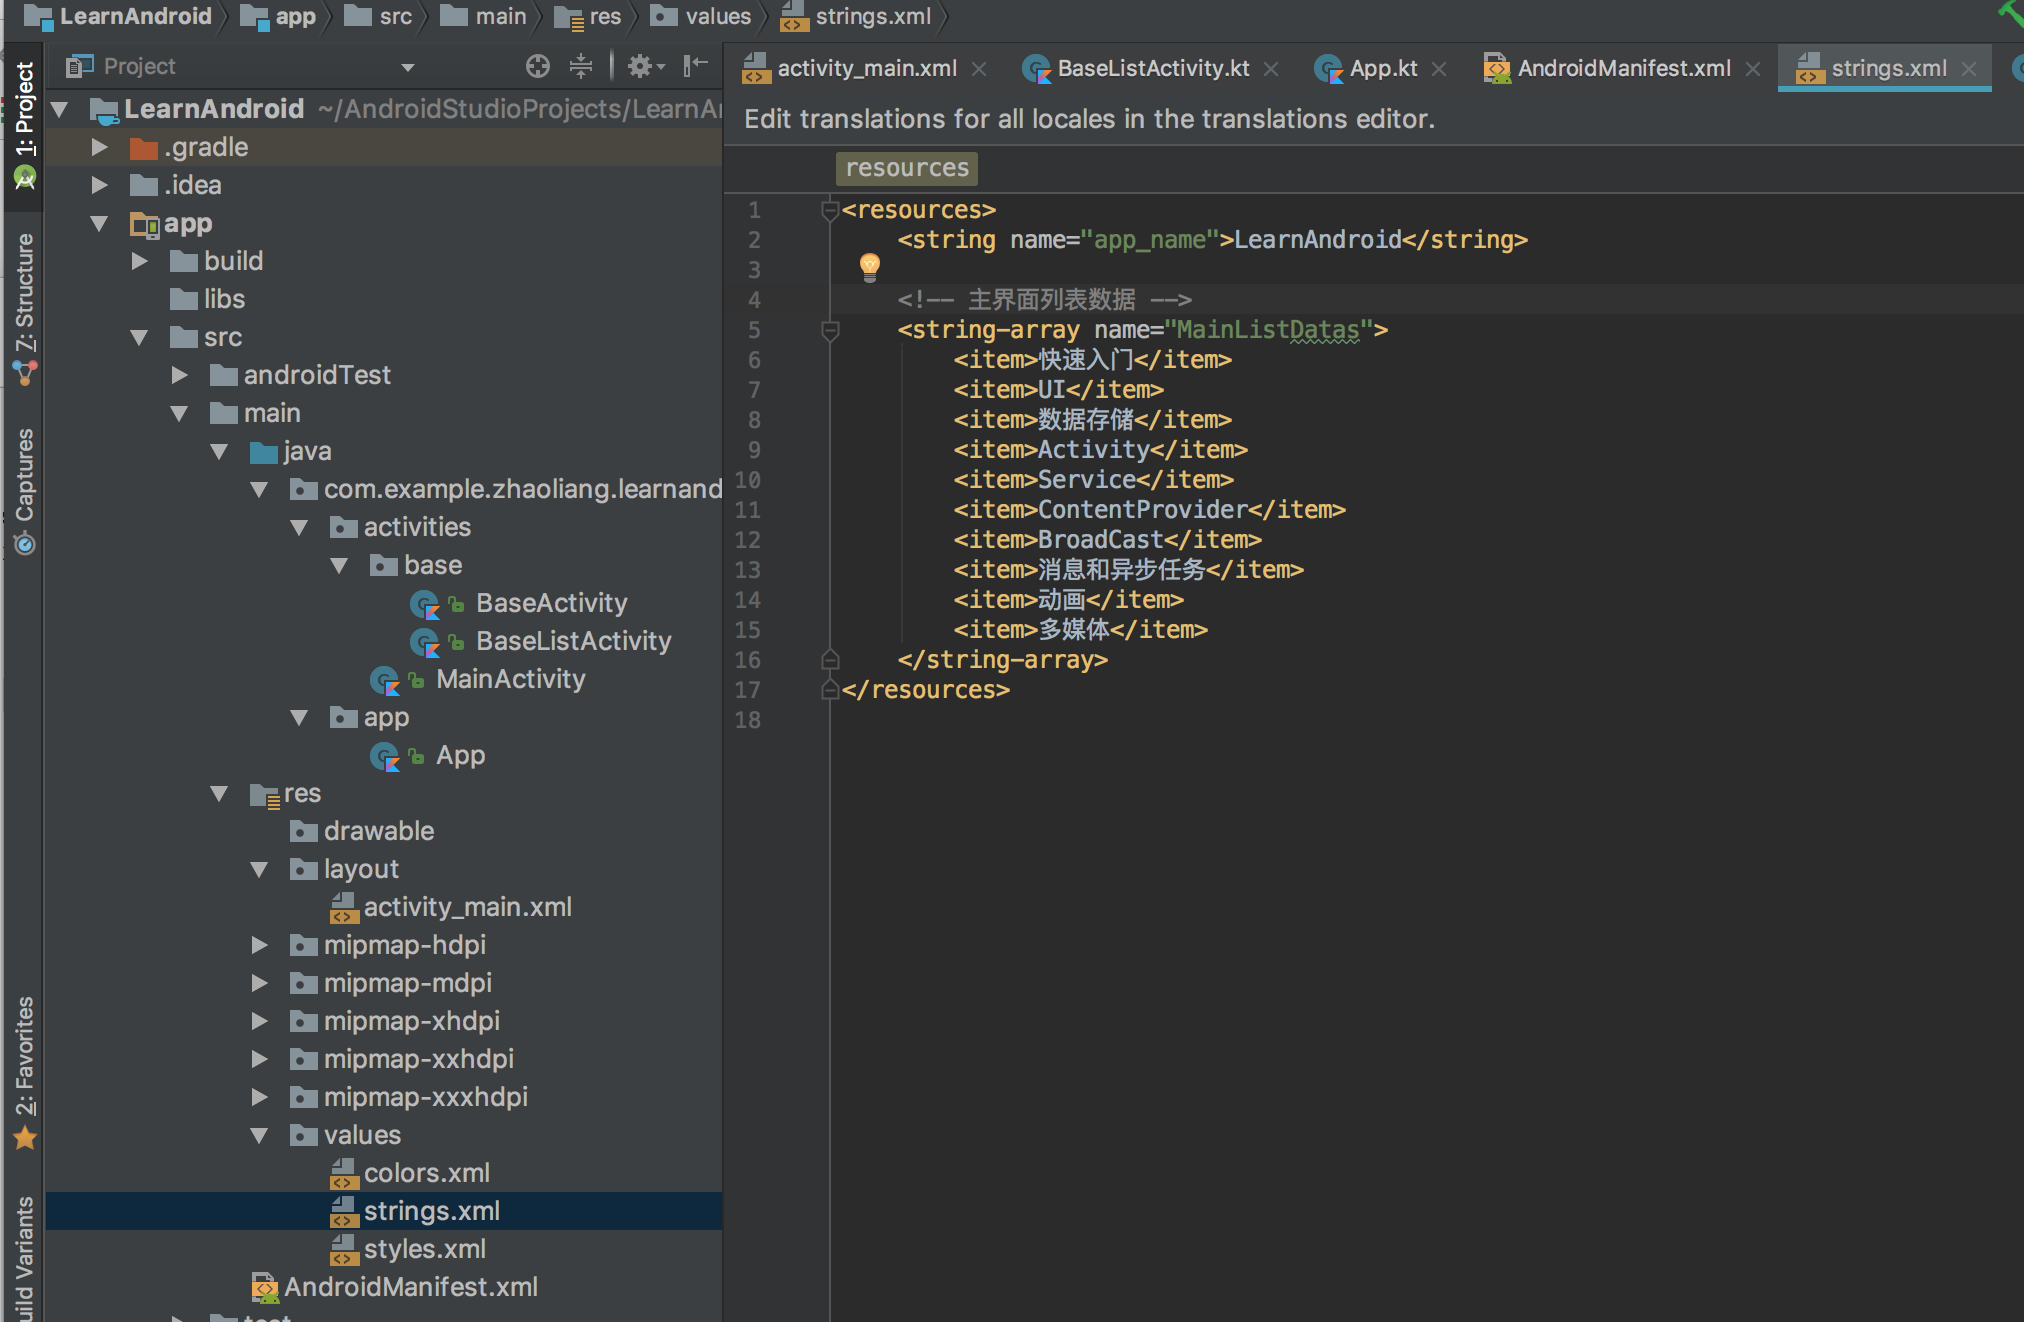 LearnAndroid app src main res values strings.xml
1: Project
7: Structure
Captures
2: Favorites
Project
LearnAndroid ~/AndroidStudioProjects/LearnAn
.gradle
.idea
app
build
libs
src
androidTest
main
java
com.example.zhaoliang.learnand
activities
base
BaseActivity
BaseListActivity
MainActivity
app
App
res
drawable
layout
activity_main.xml
mipmap-hdpi
mipmap-mdpi
mipmap-xhdpi
mipmap-xxhdpi
mipmap-xxxhdpi
values
colors.xml
strings.xml
styles.xml
AndroidManifest.xml
activity_main.xml BaseListActivity.kt App.kt AndroidManifest.xml strings.xml
Edit translations for all locales in the translations editor.
resources
1 <resources>
2 <string name="app_name">LearnAndroid</string>
3
4 <!-- 主界面列表数据 -->
5 <string-array name="MainListDatas">
6 <item>快速入门</item>
7 <item>UI</item>
8 <item>数据存储</item>
9 <item>Activity</item>
10 <item>Service</item>
11 <item>ContentProvider</item>
12 <item>BroadCast</item>
13 <item>消息和异步任务</item>
14 <item>动画</item>
15 <item>多媒体</item>
16 </string-array>
17 </resources>
18
uild Variants